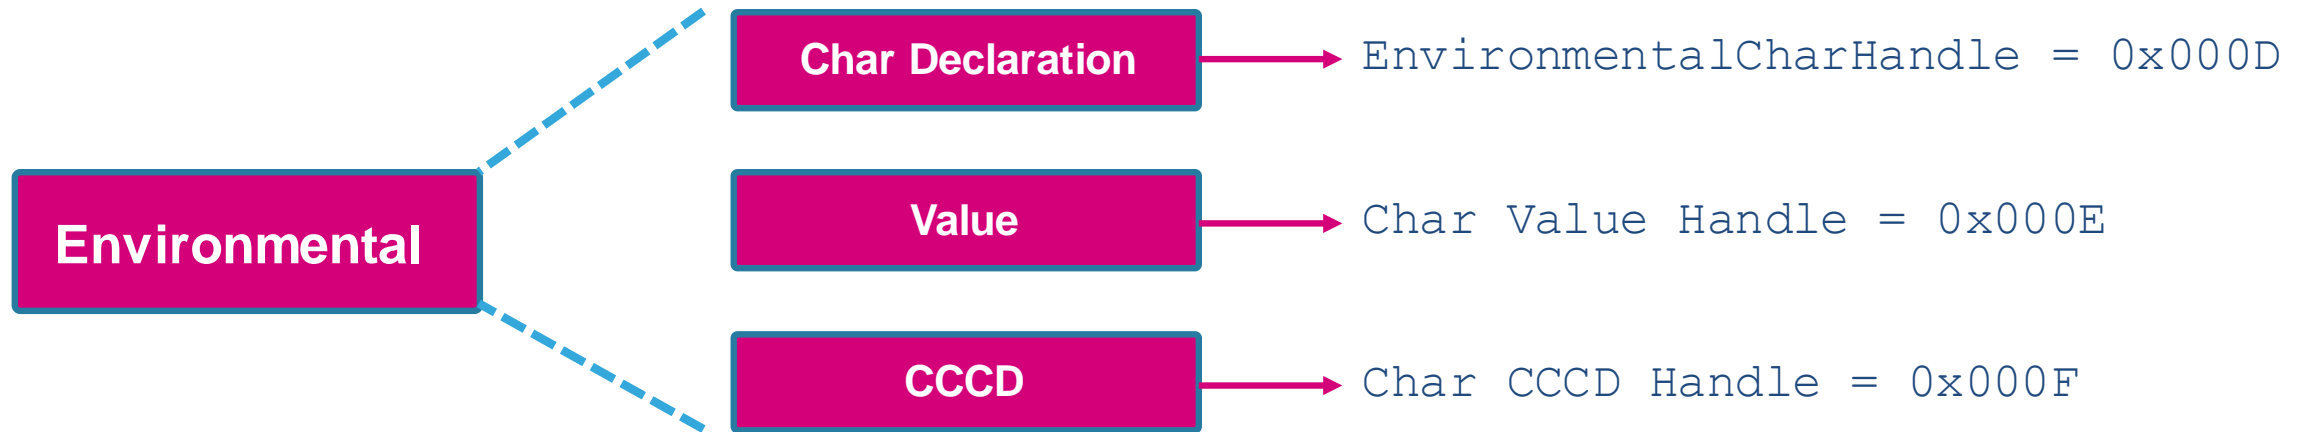 Environmental
Char Declaration
EnvironmentalCharHandle = 0x000D
Value
Char Value Handle = 0x000E
CCCD
Char CCCD Handle = 0x000F